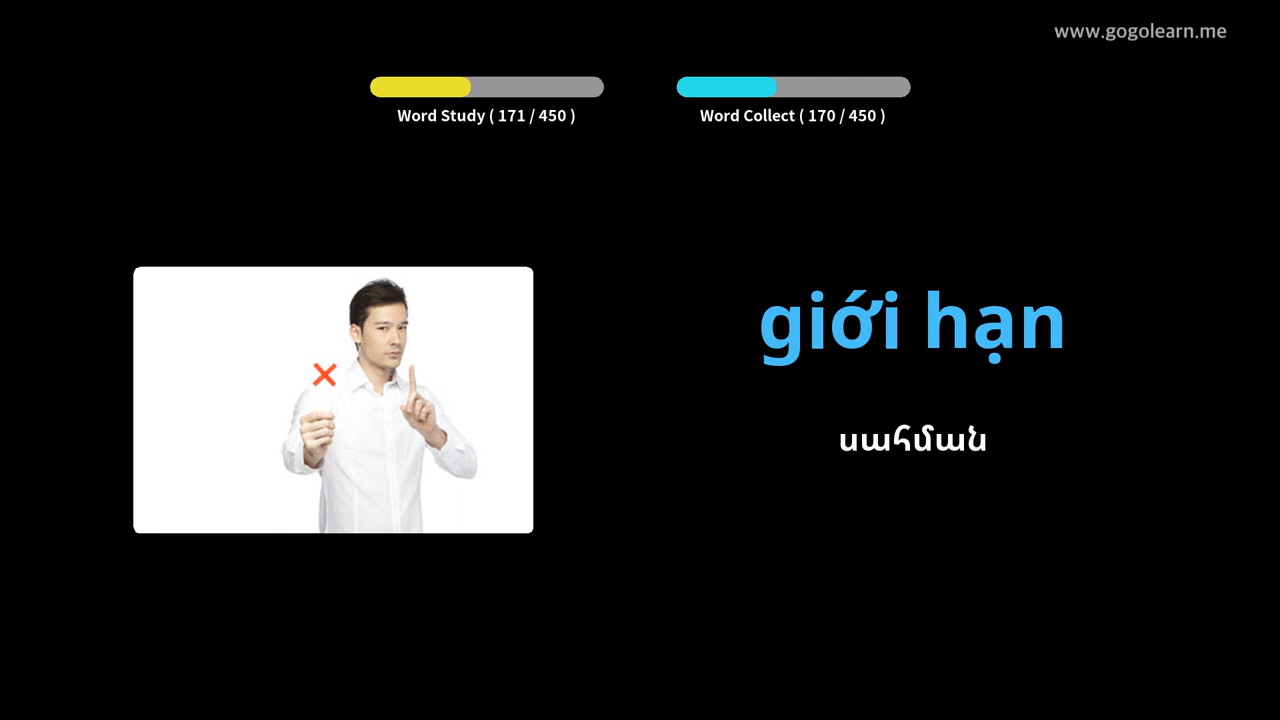 www.gogolearn.me
Word Study ( 171 / 450 )
Word Collect ( 170 / 450 )
giới hạn
սահման